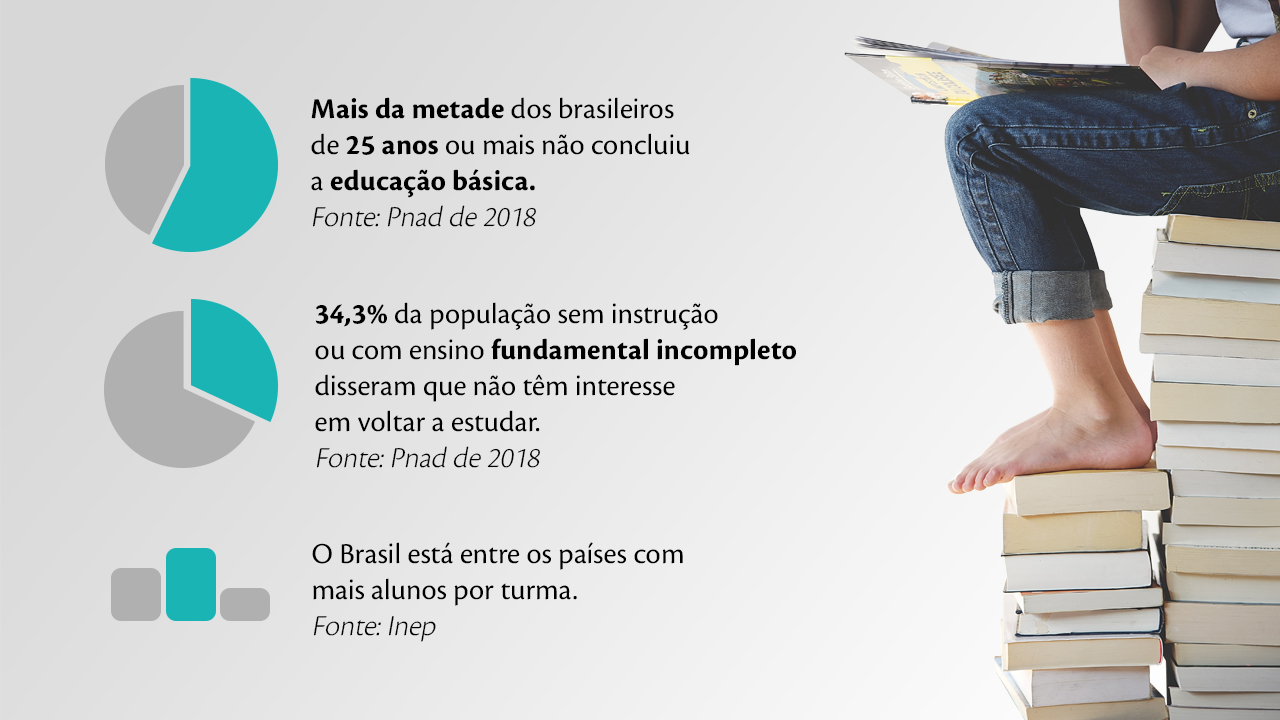 Mais da metade dos brasileiros
de 25 anos ou mais não concluiu
a educação básica.
Fonte: Pnad de 2018
34,3% da população sem instrução
ou com ensino fundamental incompleto
disseram que não têm interesse
em voltar a estudar.
Fonte: Pnad de 2018
O Brasil está entre os países com
mais alunos por turma.
Fonte: Inep